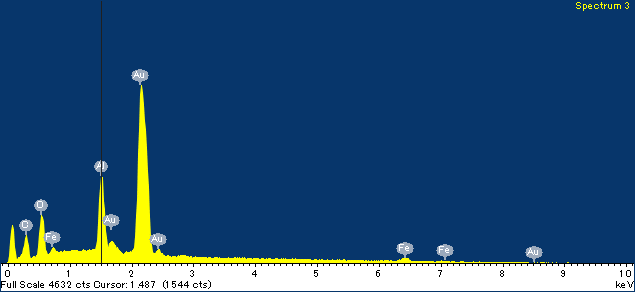 Spectrum 3
Au
Al
O
Au
Fe
Au
Fe
Fe
Au
0 1 2 3 4 5 6 7 8 9 10
Full Scale 4632 cts Cursor: 1.487 (1544 cts) keV